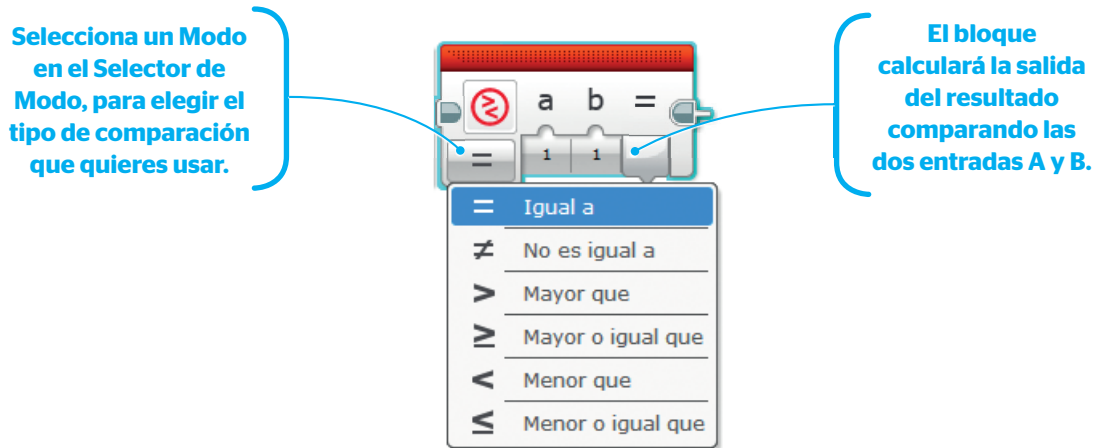 Selecciona un Modo
en el Selector de
Modo, para elegir el
tipo de comparación
que quieres usar.
a b =
= 1 1
= Igual a
≠ No es igual a
> Mayor que
≥ Mayor o igual que
< Menor que
≤ Menor o igual que
El bloque
calculará la salida
del resultado
comparando las
dos entradas A y B.